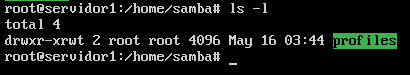 root@servidor1:/home/samba# ls -l
total 4
drwxr-xrwt 2 root root 4096 May 16 03:44 profiles
root@servidor1:/home/samba# _